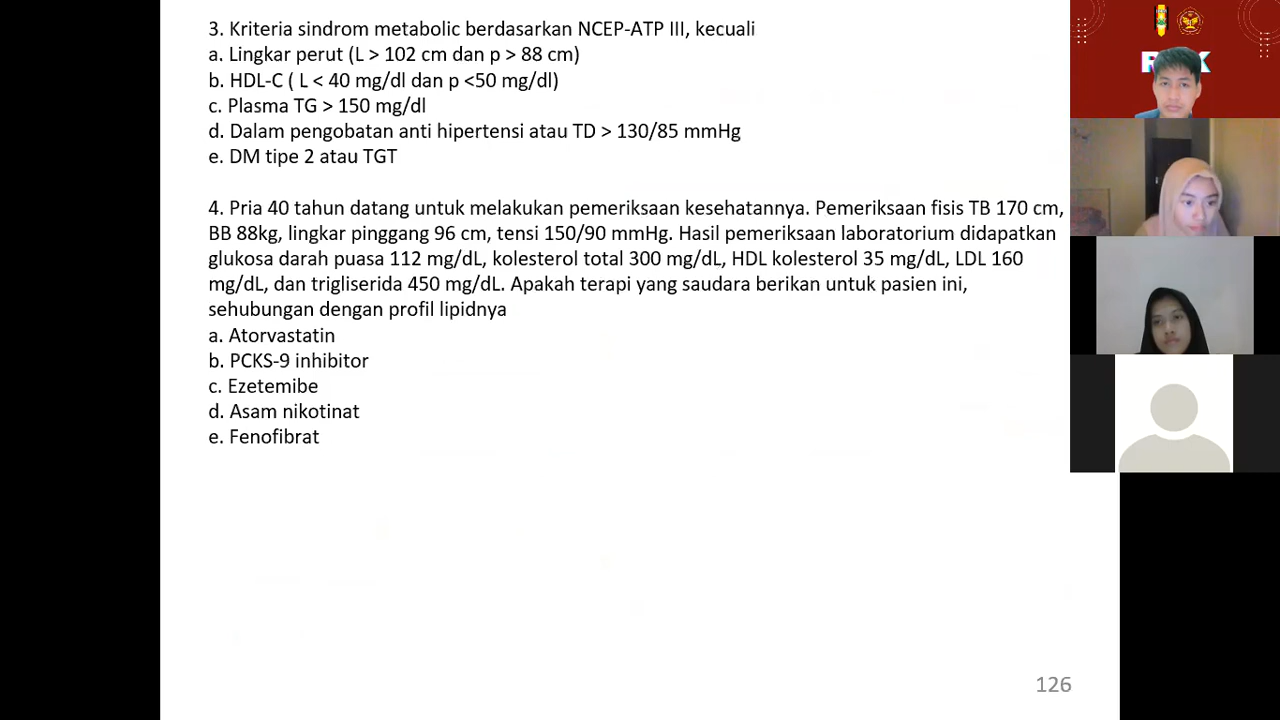 3. Kriteria sindrom metabolic berdasarkan NCEP-ATP III, kecuali
a. Lingkar perut (L > 102 cm dan p > 88 cm)
b. HDL-C ( L < 40 mg/dl dan p <50 mg/dl)
c. Plasma TG > 150 mg/dl
d. Dalam pengobatan anti hipertensi atau TD > 130/85 mmHg
e. DM tipe 2 atau TGT
4. Pria 40 tahun datang untuk melakukan pemeriksaan kesehatannya. Pemeriksaan fisis TB 170 cm,
BB 88kg, lingkar pinggang 96 cm, tensi 150/90 mmHg. Hasil pemeriksaan laboratorium didapatkan
glukosa darah puasa 112 mg/dL, kolesterol total 300 mg/dL, HDL kolesterol 35 mg/dL, LDL 160
mg/dL, dan trigliserida 450 mg/dL. Apakah terapi yang saudara berikan untuk pasien ini,
sehubungan dengan profil lipidnya
a. Atorvastatin
b. PCKS-9 inhibitor
c. Ezetemibe
d. Asam nikotinat
e. Fenofibrat
126